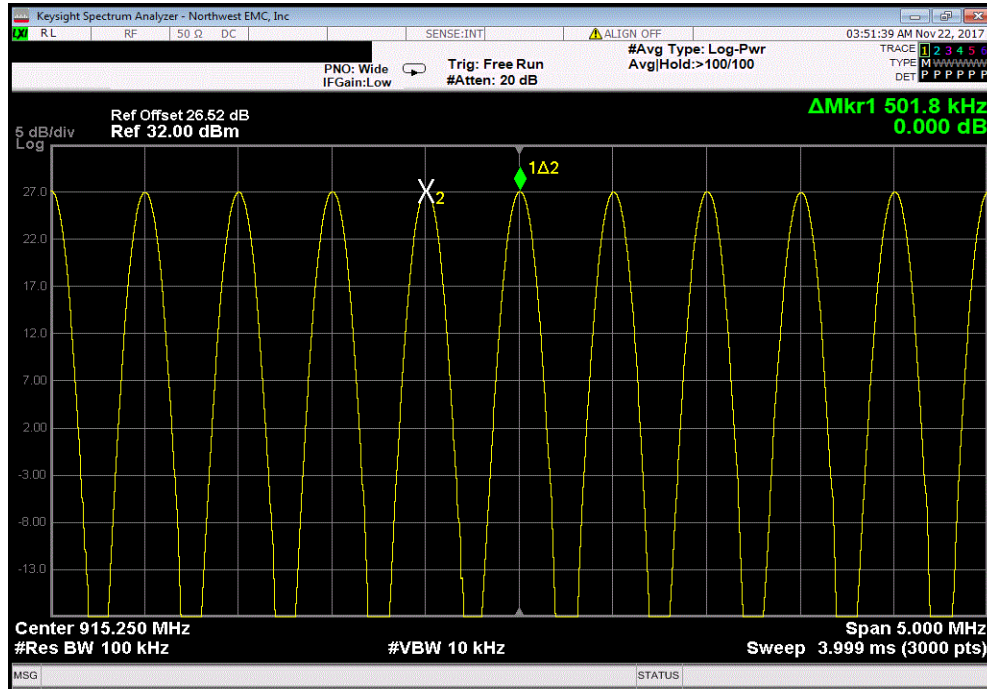 Keysight Spectrum Analyzer - Northwest EMC, Inc
LXI RL RF 50 Ω DC SENSE:INT ALIGN OFF 03:51:39 AM Nov 22, 2017
PNO: Wide Trig: Free Run #Avg Type: Log-Pwr TRACE 1 2 3 4 5 6
IFGain:Low #Atten: 20 dB Avg|Hold:>100/100 TYPE M W W W W W
DET P P P P P P
ΔMkr1 501.8 kHz
0.000 dB
Ref Offset 26.52 dB
5 dB/div Ref 32.00 dBm
Log
1Δ2
27.0 X2
22.0
17.0
12.0
7.00
2.00
-3.00
-8.00
-13.0
Center 915.250 MHz Span 5.000 MHz
#Res BW 100 kHz #VBW 10 kHz Sweep 3.999 ms (3000 pts)
MSG STATUS